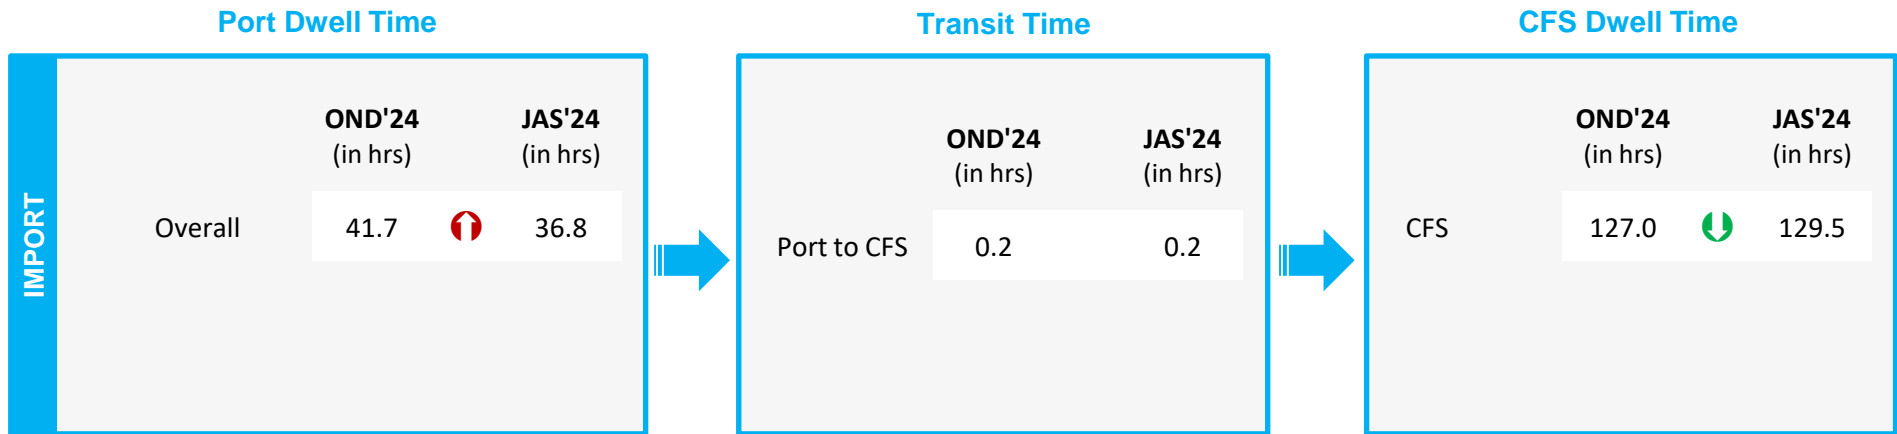 Port Dwell Time
Transit Time
CFS Dwell Time
IMPORT
OND'24 JAS'24
(in hrs) (in hrs)
Overall 41.7 36.8
OND'24 JAS'24
(in hrs) (in hrs)
Port to CFS 0.2 0.2
OND'24 JAS'24
(in hrs) (in hrs)
CFS 127.0 129.5